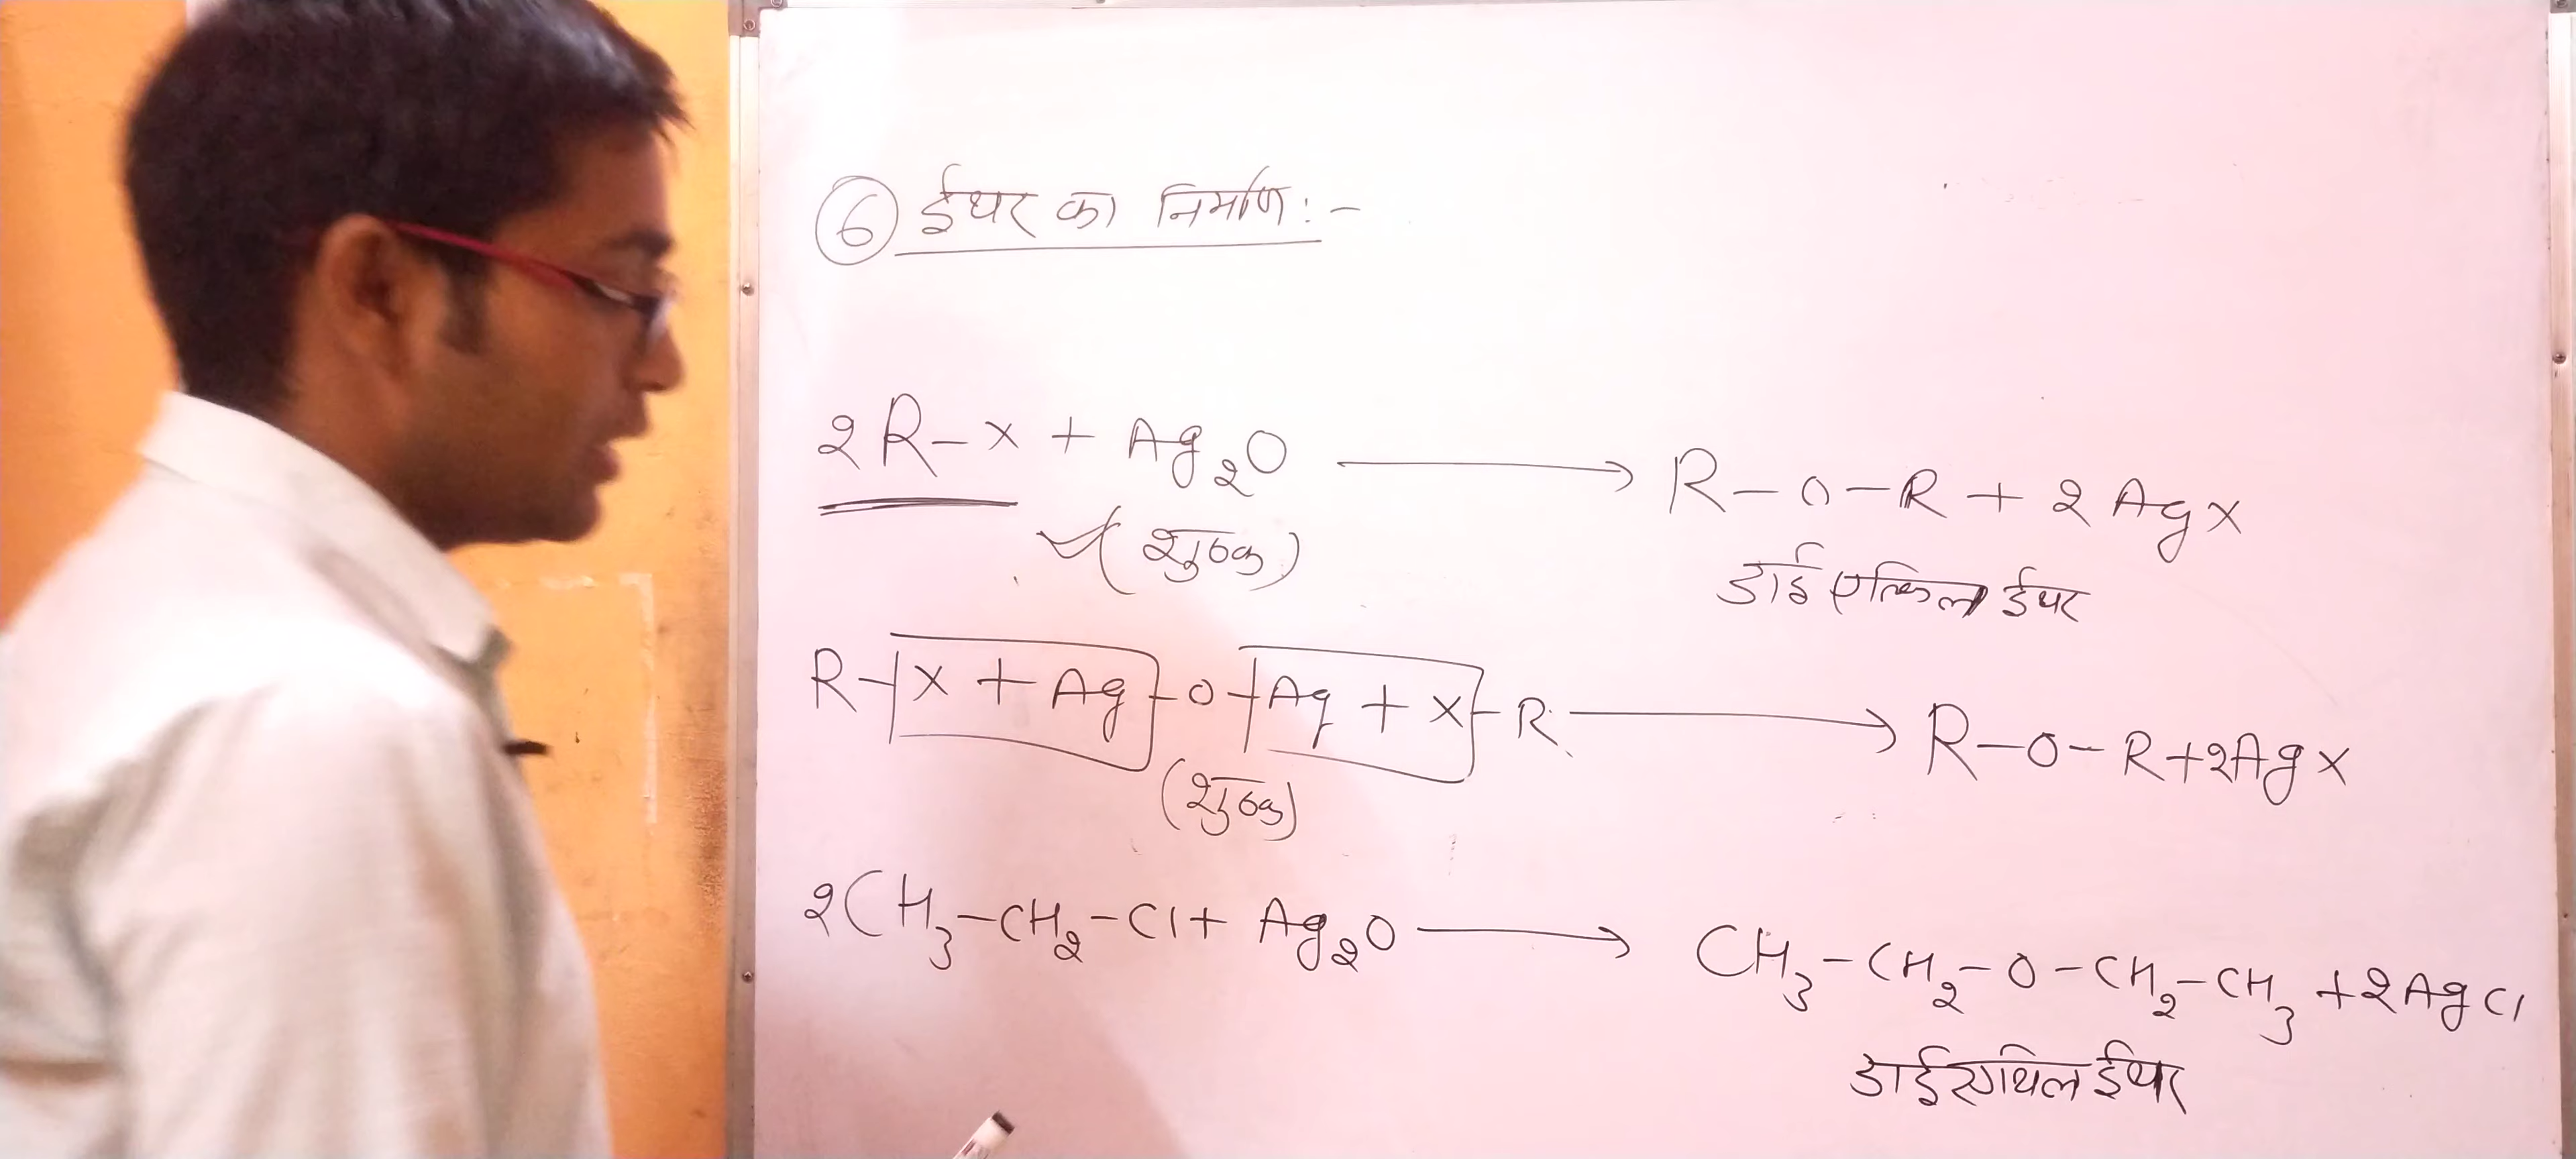 ⑥ ईथर का निर्माण:-
2R-X + Ag₂O ⟶ R-O-R + 2AgX
(शुष्क)
डाई एल्किल ईथर
R-X + Ag-O-Ag + X-R ⟶ R-O-R+2AgX
(शुष्क)
2CH₃-CH₂-Cl + Ag₂O ⟶ CH₃-CH₂-O-CH₂-CH₃ +2AgCl
डाईएथिल ईथर